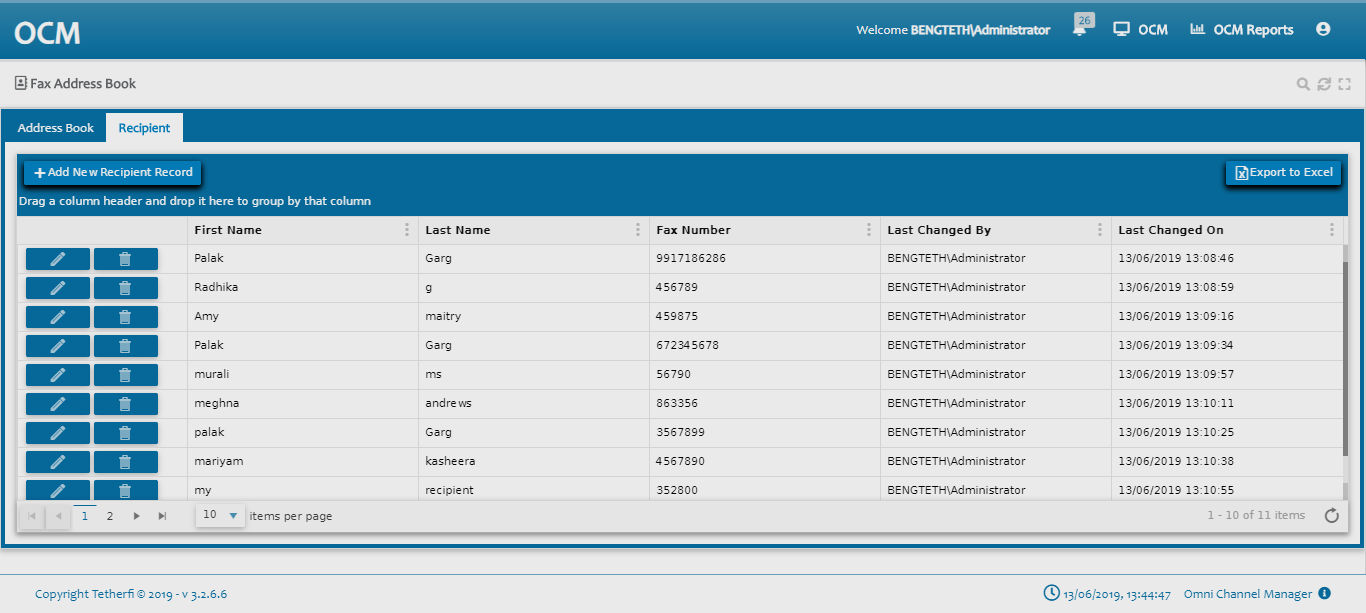 OCM
Welcome BENGTETH\Administrator 26 OCM OCM Reports
Fax Address Book
Address Book Recipient
Add New Recipient Record Export to Excel
Drag a column header and drop it here to group by that column
First Name Last Name Fax Number Last Changed By Last Changed On
Palak Garg 9917186286 BENGTETH\Administrator 13/06/2019 13:08:46
Radhika g 456789 BENGTETH\Administrator 13/06/2019 13:08:59
Amy maitry 459875 BENGTETH\Administrator 13/06/2019 13:09:16
Palak Garg 672345678 BENGTETH\Administrator 13/06/2019 13:09:34
murali ms 56790 BENGTETH\Administrator 13/06/2019 13:09:57
meghna andrews 863356 BENGTETH\Administrator 13/06/2019 13:10:11
palak Garg 3567899 BENGTETH\Administrator 13/06/2019 13:10:25
mariyam kasheera 4567890 BENGTETH\Administrator 13/06/2019 13:10:38
my recipient 352800 BENGTETH\Administrator 13/06/2019 13:10:55
1 2 10 items per page 1 - 10 of 11 items
Copyright Tetherfi © 2019 - v 3.2.6.6 13/06/2019, 13:44:47 Omni Channel Manager